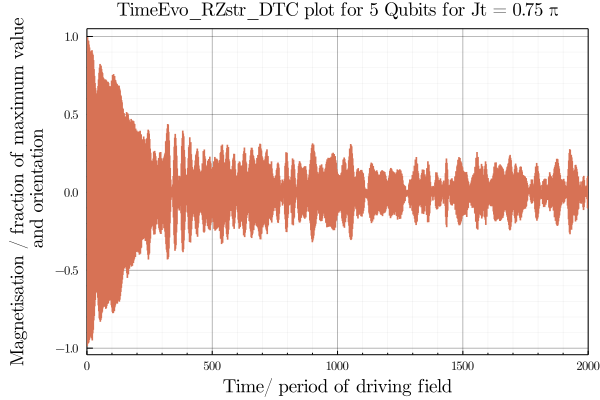 TimeEvo_RZstr_DTC plot for 5 Qubits for Jt = 0.75 π
Magnetisation / fraction of maximum value
and orientation
1.0
0.5
0.0
−0.5
−1.0
0
500
1000
1500
2000
Time/ period of driving field